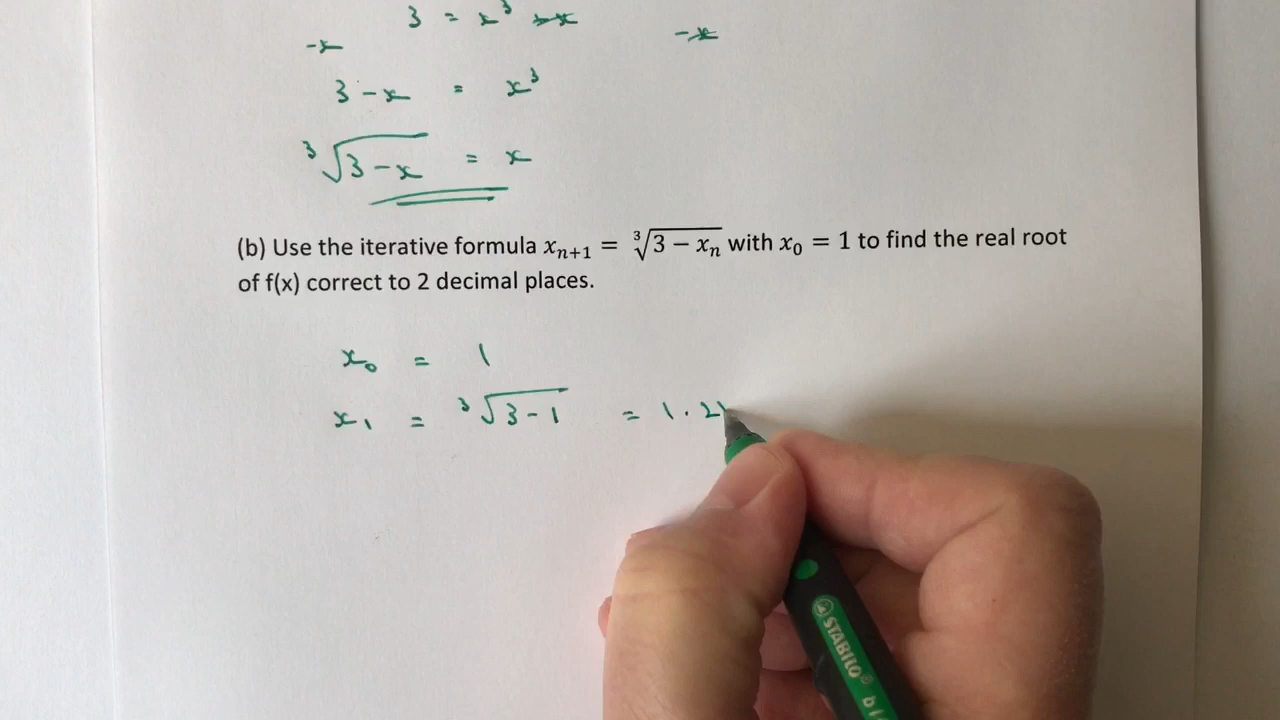 3 = x³ +x
-x -x
3 - x = x³
³√3 - x = x
(b) Use the iterative formula xₙ₊₁ = ³√3 − xₙ with x₀ = 1 to find the real root
of f(x) correct to 2 decimal places.
x₀ = 1
x₁ = ³√3 - 1 = 1.2
STABILO®